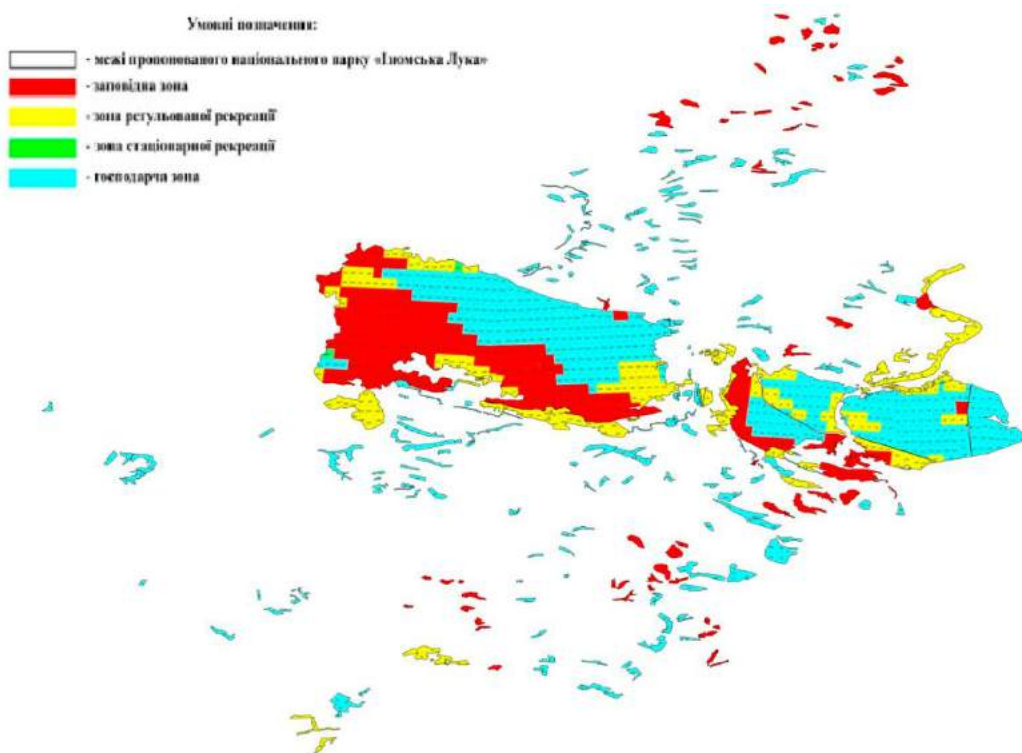 Умовні позначення:
- межі пропонованого національного парку «Ізюмська Лука»
- заповідна зона
- зона регульованої рекреації
- зона стаціонарної рекреації
- господарча зона